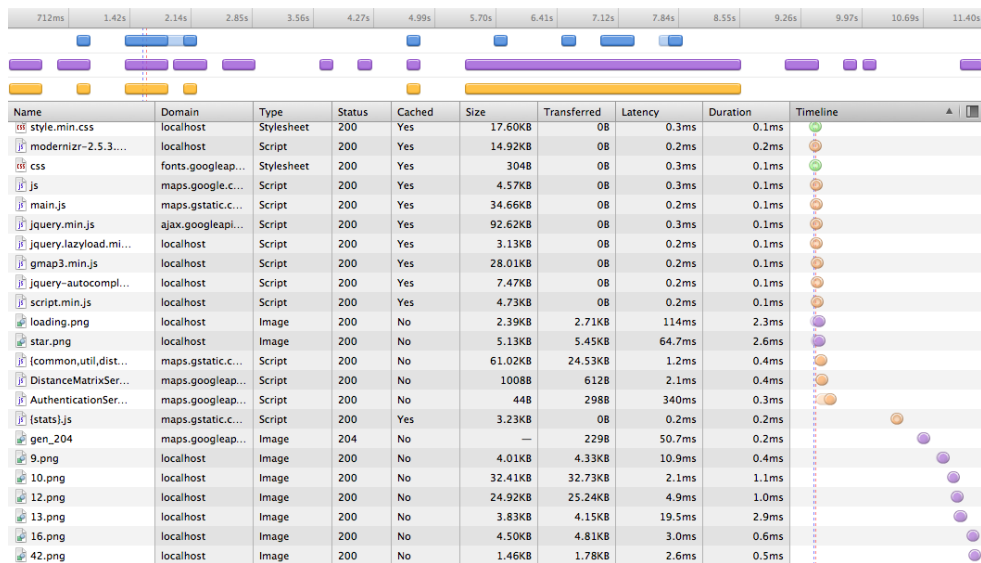 712ms 1.42s 2.14s 2.85s 3.56s 4.27s 4.99s 5.70s 6.41s 7.12s 7.84s 8.55s 9.26s 9.97s 10.69s 11.40s
Name Domain Type Status Cached Size Transferred Latency Duration Timeline
css style.min.css localhost Stylesheet 200 Yes 17.60KB 0B 0.3ms 0.1ms
js modernizr-2.5.3.... localhost Script 200 Yes 14.92KB 0B 0.2ms 0.2ms
css css fonts.googleap... Stylesheet 200 Yes 304B 0B 0.3ms 0.1ms
js js maps.google.c... Script 200 Yes 4.57KB 0B 0.3ms 0.1ms
js main.js maps.gstatic.c... Script 200 Yes 34.66KB 0B 0.2ms 0.1ms
js jquery.min.js ajax.googleapi... Script 200 Yes 92.62KB 0B 0.3ms 0.1ms
js jquery.lazyload.mi... localhost Script 200 Yes 3.13KB 0B 0.2ms 0.1ms
js gmap3.min.js localhost Script 200 Yes 28.01KB 0B 0.2ms 0.1ms
js jquery-autocompl... localhost Script 200 Yes 7.47KB 0B 0.2ms 0.1ms
js script.min.js localhost Script 200 Yes 4.73KB 0B 0.2ms 0.1ms
loading.png localhost Image 200 No 2.39KB 2.71KB 114ms 2.3ms
star.png localhost Image 200 No 5.13KB 5.45KB 64.7ms 2.6ms
js {common,util,dist... maps.gstatic.c... Script 200 No 61.02KB 24.53KB 1.2ms 0.4ms
js DistanceMatrixSer... maps.googleap... Script 200 No 1008B 612B 2.1ms 0.4ms
js AuthenticationSer... maps.googleap... Script 200 No 44B 298B 340ms 0.3ms
js {stats}.js maps.gstatic.c... Script 200 Yes 3.23KB 0B 0.2ms 0.2ms
gen_204 maps.googleap... Image 204 No — 229B 50.7ms 0.2ms
9.png localhost Image 200 No 4.01KB 4.33KB 10.9ms 0.4ms
10.png localhost Image 200 No 32.41KB 32.73KB 2.1ms 1.1ms
12.png localhost Image 200 No 24.92KB 25.24KB 4.9ms 1.0ms
13.png localhost Image 200 No 3.83KB 4.15KB 19.5ms 2.9ms
16.png localhost Image 200 No 4.50KB 4.81KB 3.0ms 0.6ms
42.png localhost Image 200 No 1.46KB 1.78KB 2.6ms 0.5ms